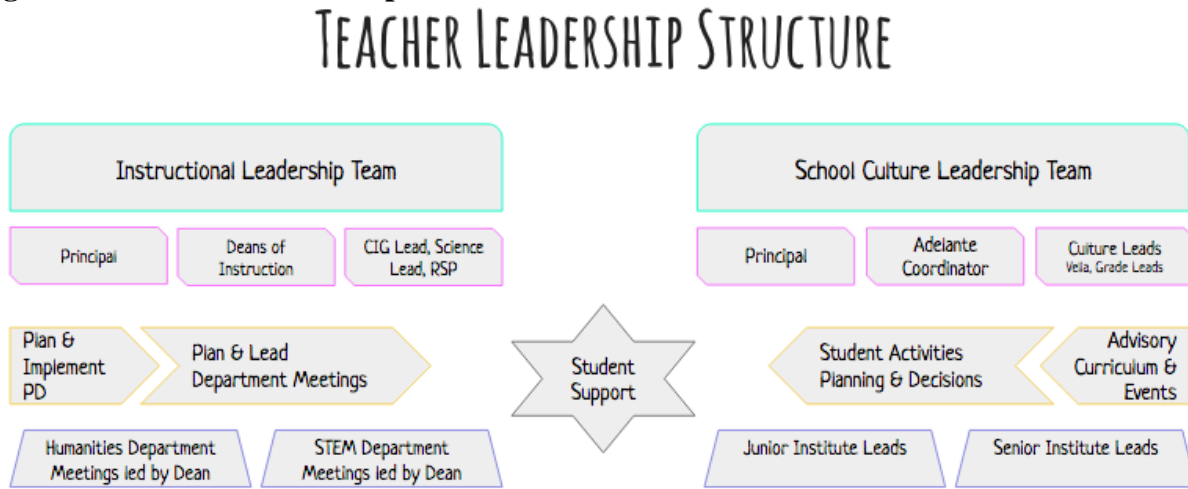 TEACHER LEADERSHIP STRUCTURE
Instructional Leadership Team
Principal
Deans of
Instruction
CIG Lead, Science
Lead, RSP
Plan &
Implement
PD
Plan & Lead
Department Meetings
Humanities Department
Meetings led by Dean
STEM Department
Meetings led by Dean
Student
Support
School Culture Leadership Team
Principal
Adelante
Coordinator
Culture Leads
Vella, Grade Leads
Student Activities
Planning & Decisions
Advisory
Curriculum &
Events
Junior Institute Leads
Senior Institute Leads